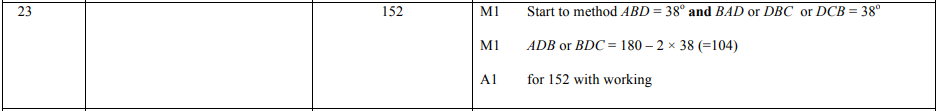 23 152 M1 Start to method ABD = 38° and BAD or DBC or DCB = 38°
M1 ADB or BDC = 180 – 2 × 38 (=104)
A1 for 152 with working